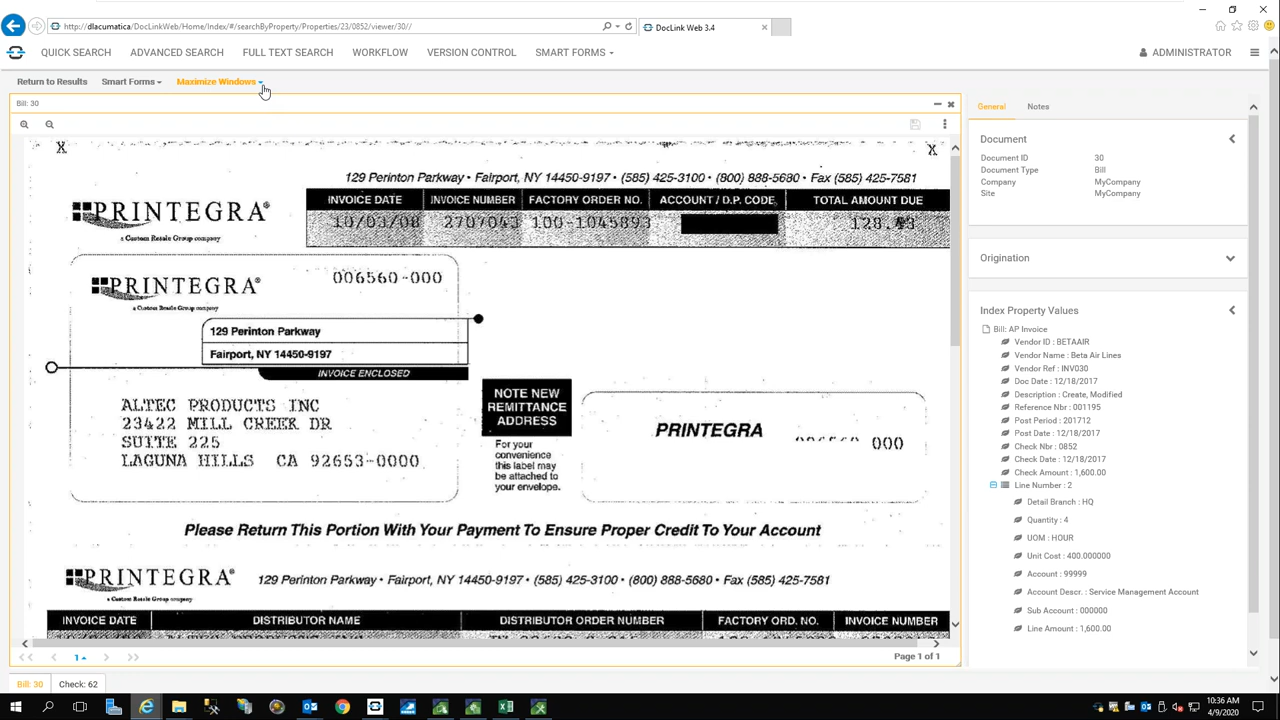 http://dlacumatica/DocLinkWeb/Home/Index/#/searchByProperty/Properties/23/0852/viewer/30//
DocLink Web 3.4
QUICK SEARCH ADVANCED SEARCH FULL TEXT SEARCH WORKFLOW VERSION CONTROL SMART FORMS ADMINISTRATOR
Return to Results Smart Forms Maximize Windows
Bill: 30
X X
129 Perinton Parkway • Fairport, NY 14450-9197 • (585) 425-3100 • (800) 888-5680 • Fax (585) 425-7581
PRINTEGRA®
a Custom Resale Group company
INVOICE DATE INVOICE NUMBER FACTORY ORDER NO. ACCOUNT / D.P. CODE TOTAL AMOUNT DUE
10/03/08 2707043 100-1045893
PRINTEGRA®
a Custom Resale Group company
006560-000
129 Perinton Parkway
Fairport, NY 14450-9197
INVOICE ENCLOSED
ALTEC PRODUCTS INC
23422 MILL CREEK DR
SUITE 225
LAGUNA HILLS CA 92653-0000
NOTE NEW
REMITTANCE
ADDRESS
For your
convenience
this label may
be attached to
your envelope.
PRINTEGRA
000
Please Return This Portion With Your Payment To Ensure Proper Credit To Your Account
PRINTEGRA®
a Custom Resale Group company
129 Perinton Parkway • Fairport, NY 14450-9197 • (585) 425-3100 • (800) 888-5680 • Fax (585) 425-7581
INVOICE DATE DISTRIBUTOR NAME DISTRIBUTOR ORDER NUMBER FACTORY ORD. NO. INVOICE NUMBER
1
Page 1 of 1
Bill: 30 Check: 62
General Notes
Document
Document ID 30
Document Type Bill
Company MyCompany
Site MyCompany
Origination
Index Property Values
Bill: AP Invoice
Vendor ID : BETAAIR
Vendor Name : Beta Air Lines
Vendor Ref : INV030
Doc Date : 12/18/2017
Description : Create, Modified
Reference Nbr : 001195
Post Period : 201712
Post Date : 12/18/2017
Check Nbr : 0852
Check Date : 12/18/2017
Check Amount : 1,600.00
Line Number : 2
Detail Branch : HQ
Quantity : 4
UOM : HOUR
Unit Cost : 400.000000
Account : 99999
Account Descr. : Service Management Account
Sub Account : 000000
Line Amount : 1,600.00
10:36 AM
4/9/2020